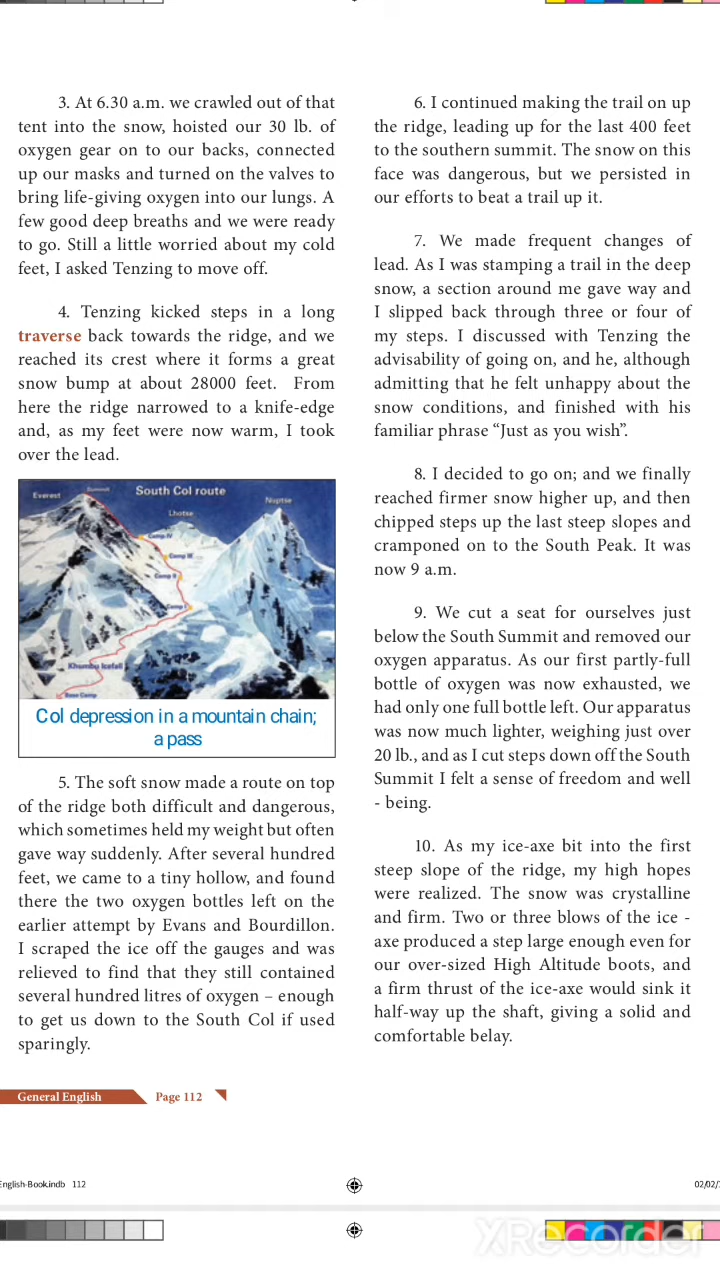 3. At 6.30 a.m. we crawled out of that
tent into the snow, hoisted our 30 lb. of
oxygen gear on to our backs, connected
up our masks and turned on the valves to
bring life-giving oxygen into our lungs. A
few good deep breaths and we were ready
to go. Still a little worried about my cold
feet, I asked Tenzing to move off.
4. Tenzing kicked steps in a long
traverse back towards the ridge, and we
reached its crest where it forms a great
snow bump at about 28000 feet. From
here the ridge narrowed to a knife-edge
and, as my feet were now warm, I took
over the lead.
South Col route
Everest
Summit
Lhotse
Nuptse
Camp IV
Camp III
Camp II
Camp I
Khumbu Icefall
Base Camp
Col depression in a mountain chain;
a pass
5. The soft snow made a route on top
of the ridge both difficult and dangerous,
which sometimes held my weight but often
gave way suddenly. After several hundred
feet, we came to a tiny hollow, and found
there the two oxygen bottles left on the
earlier attempt by Evans and Bourdillon.
I scraped the ice off the gauges and was
relieved to find that they still contained
several hundred litres of oxygen – enough
to get us down to the South Col if used
sparingly.
6. I continued making the trail on up
the ridge, leading up for the last 400 feet
to the southern summit. The snow on this
face was dangerous, but we persisted in
our efforts to beat a trail up it.
7. We made frequent changes of
lead. As I was stamping a trail in the deep
snow, a section around me gave way and
I slipped back through three or four of
my steps. I discussed with Tenzing the
advisability of going on, and he, although
admitting that he felt unhappy about the
snow conditions, and finished with his
familiar phrase “Just as you wish”.
8. I decided to go on; and we finally
reached firmer snow higher up, and then
chipped steps up the last steep slopes and
cramponed on to the South Peak. It was
now 9 a.m.
9. We cut a seat for ourselves just
below the South Summit and removed our
oxygen apparatus. As our first partly-full
bottle of oxygen was now exhausted, we
had only one full bottle left. Our apparatus
was now much lighter, weighing just over
20 lb., and as I cut steps down off the South
Summit I felt a sense of freedom and well
- being.
10. As my ice-axe bit into the first
steep slope of the ridge, my high hopes
were realized. The snow was crystalline
and firm. Two or three blows of the ice -
axe produced a step large enough even for
our over-sized High Altitude boots, and
a firm thrust of the ice-axe would sink it
half-way up the shaft, giving a solid and
comfortable belay.
General English Page 112
English-Book.indb 112
02/02/
XRecorder